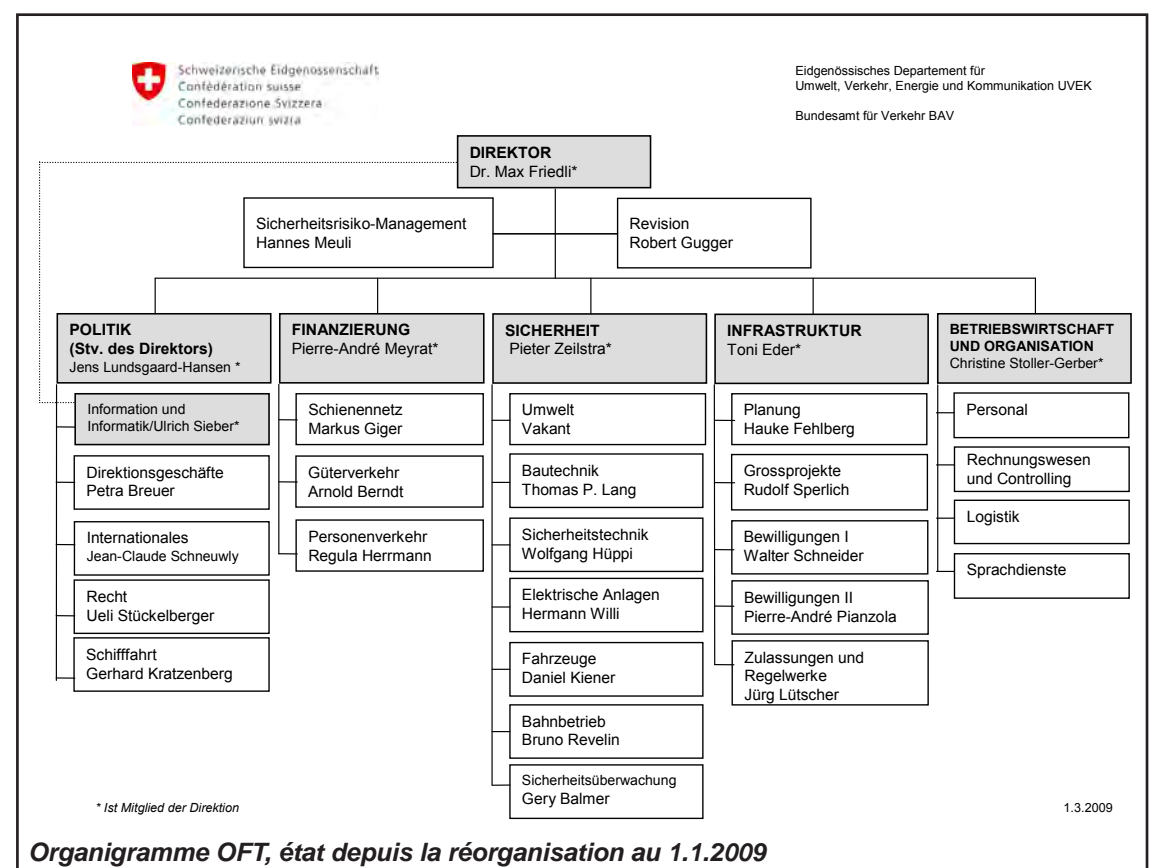 Schweizerische Eidgenossenschaft
Confédération suisse
Confederazione Svizzera
Confederaziun svizra
Eidgenössisches Departement für
Umwelt, Verkehr, Energie und Kommunikation UVEK
Bundesamt für Verkehr BAV
DIREKTOR
Dr. Max Friedli*
Sicherheitsrisiko-Management
Hannes Meuli
Revision
Robert Gugger
POLITIK
(Stv. des Direktors)
Jens Lundsgaard-Hansen *
Information und
Informatik/Ulrich Sieber*
Direktionsgeschäfte
Petra Breuer
Internationales
Jean-Claude Schneuwly
Recht
Ueli Stückelberger
Schifffahrt
Gerhard Kratzenberg
FINANZIERUNG
Pierre-André Meyrat*
Schienennetz
Markus Giger
Güterverkehr
Arnold Berndt
Personenverkehr
Regula Herrmann
SICHERHEIT
Pieter Zeilstra*
Umwelt
Vakant
Bautechnik
Thomas P. Lang
Sicherheitstechnik
Wolfgang Hüppi
Elektrische Anlagen
Hermann Willi
Fahrzeuge
Daniel Kiener
Bahnbetrieb
Bruno Revelin
Sicherheitsüberwachung
Gery Balmer
INFRASTRUKTUR
Toni Eder*
Planung
Hauke Fehlberg
Grossprojekte
Rudolf Sperlich
Bewilligungen I
Walter Schneider
Bewilligungen II
Pierre-André Pianzola
Zulassungen und
Regelwerke
Jürg Lütscher
BETRIEBSWIRTSCHAFT
UND ORGANISATION
Christine Stoller-Gerber*
Personal
Rechnungswesen
und Controlling
Logistik
Sprachdienste
* Ist Mitglied der Direktion
1.3.2009
Organigramme OFT, état depuis la réorganisation au 1.1.2009